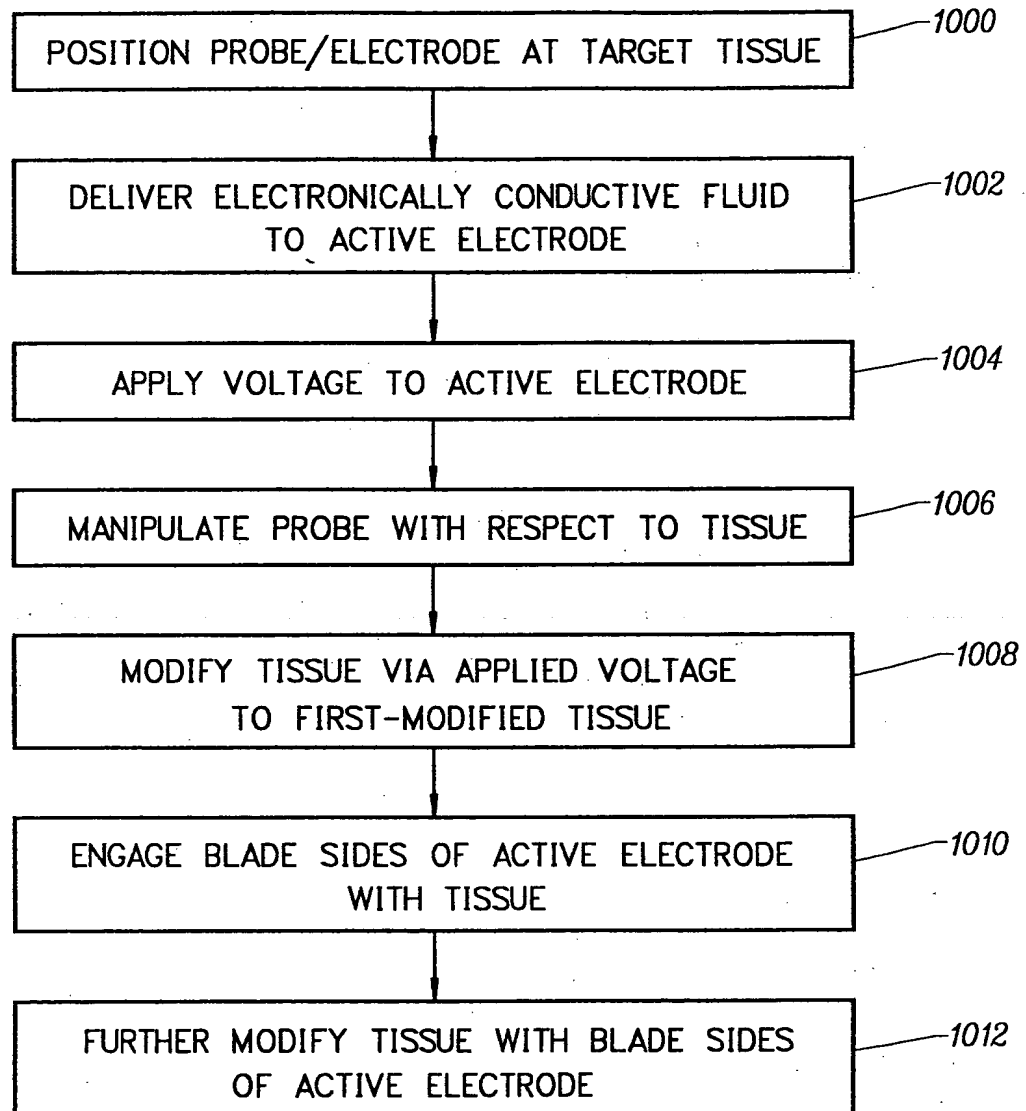 POSITION PROBE/ELECTRODE AT TARGET TISSUE
1000
DELIVER ELECTRONICALLY CONDUCTIVE FLUID
TO ACTIVE ELECTRODE
1002
APPLY VOLTAGE TO ACTIVE ELECTRODE
1004
MANIPULATE PROBE WITH RESPECT TO TISSUE
1006
MODIFY TISSUE VIA APPLIED VOLTAGE
TO FIRST-MODIFIED TISSUE
1008
ENGAGE BLADE SIDES OF ACTIVE ELECTRODE
WITH TISSUE
1010
FURTHER MODIFY TISSUE WITH BLADE SIDES
OF ACTIVE ELECTRODE
1012